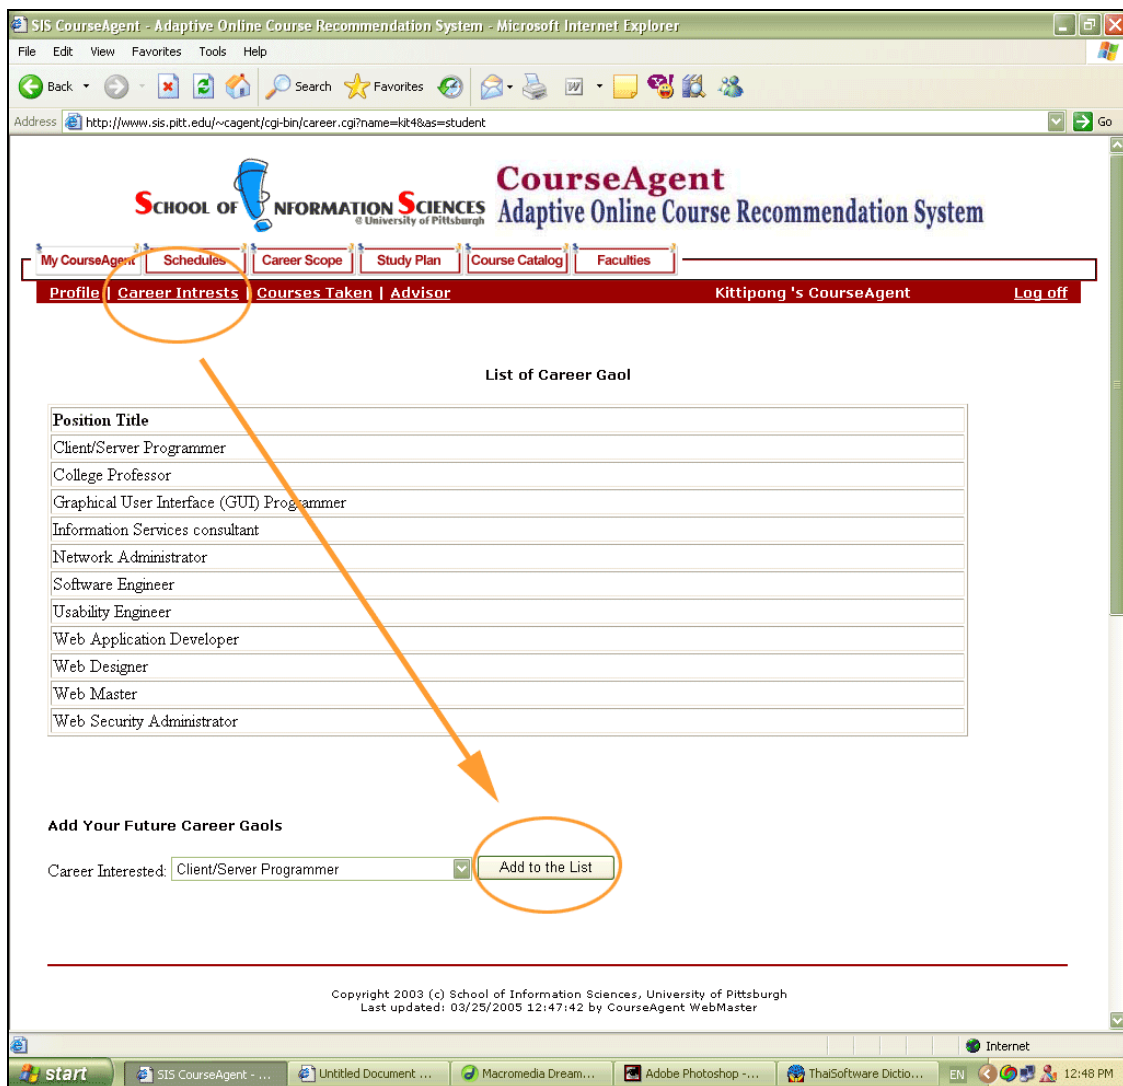 SIS CourseAgent - Adaptive Online Course Recommendation System - Microsoft Internet Explorer
File Edit View Favorites Tools Help
Back Search Favorites
Address http://www.sis.pitt.edu/~cagent/cgi-bin/career.cgi?name=kit4&as=student Go
CourseAgent
SCHOOL OF NFORMATION SCIENCES
@ University of Pittsburgh
Adaptive Online Course Recommendation System
My CourseAgent Schedules Career Scope Study Plan Course Catalog Faculties
Profile | Career Intrests | Courses Taken | Advisor Kittipong 's CourseAgent Log off
List of Career Gaol
Position Title
Client/Server Programmer
College Professor
Graphical User Interface (GUI) Programmer
Information Services consultant
Network Administrator
Software Engineer
Usability Engineer
Web Application Developer
Web Designer
Web Master
Web Security Administrator
Add Your Future Career Gaols
Career Interested: Client/Server Programmer Add to the List
Copyright 2003 (c) School of Information Sciences, University of Pittsburgh
Last updated: 03/25/2005 12:47:42 by CourseAgent WebMaster
Internet
start SIS CourseAgent - ... Untitled Document ... Macromedia Dream... Adobe Photoshop -... ThaiSoftware Dictio... EN 12:48 PM